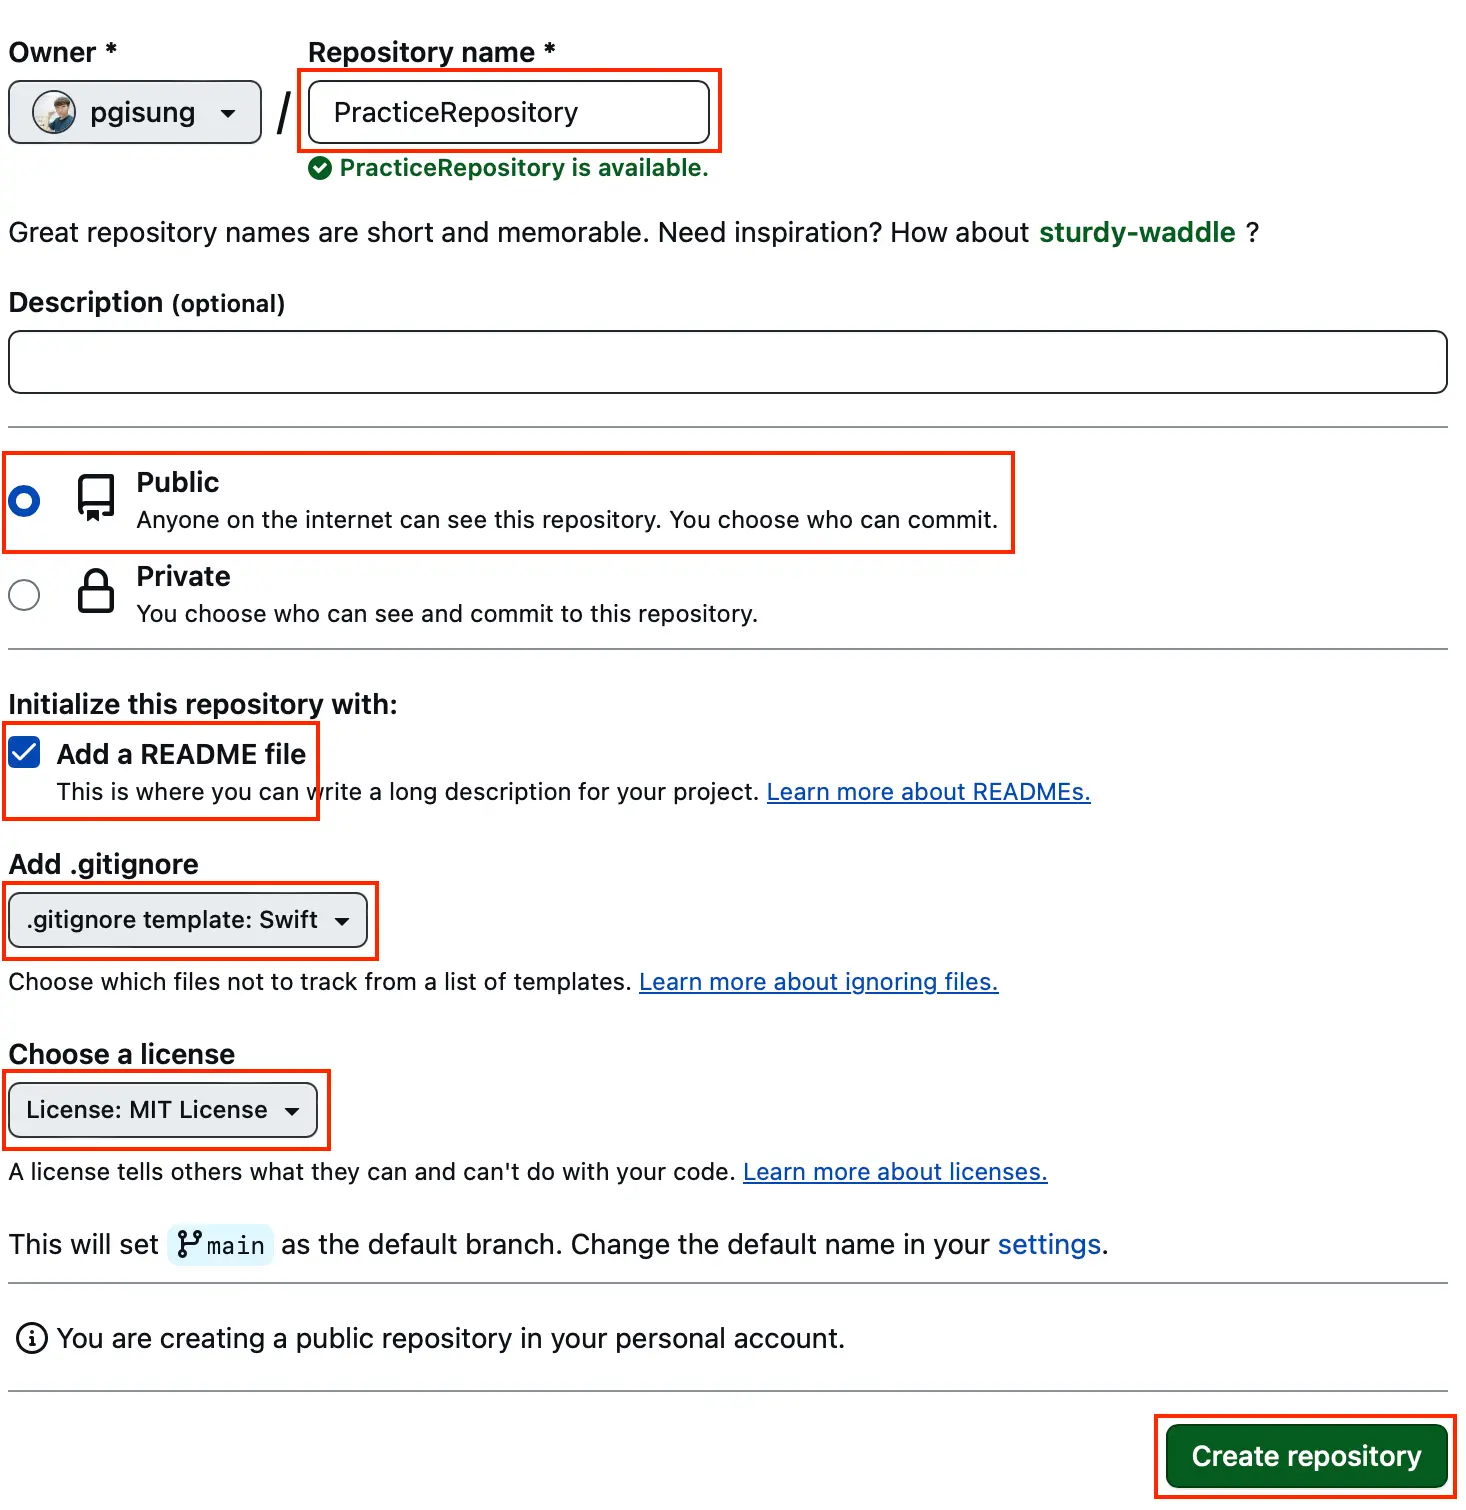 Owner *
Repository name *
pgisung
/
PracticeRepository
PracticeRepository is available.
Great repository names are short and memorable. Need inspiration? How about sturdy-waddle ?
Description (optional)
Public
Anyone on the internet can see this repository. You choose who can commit.
Private
You choose who can see and commit to this repository.
Initialize this repository with:
Add a README file
This is where you can write a long description for your project. Learn more about READMEs.
Add .gitignore
.gitignore template: Swift
Choose which files not to track from a list of templates. Learn more about ignoring files.
Choose a license
License: MIT License
A license tells others what they can and can't do with your code. Learn more about licenses.
This will set main as the default branch. Change the default name in your settings.
You are creating a public repository in your personal account.
Create repository